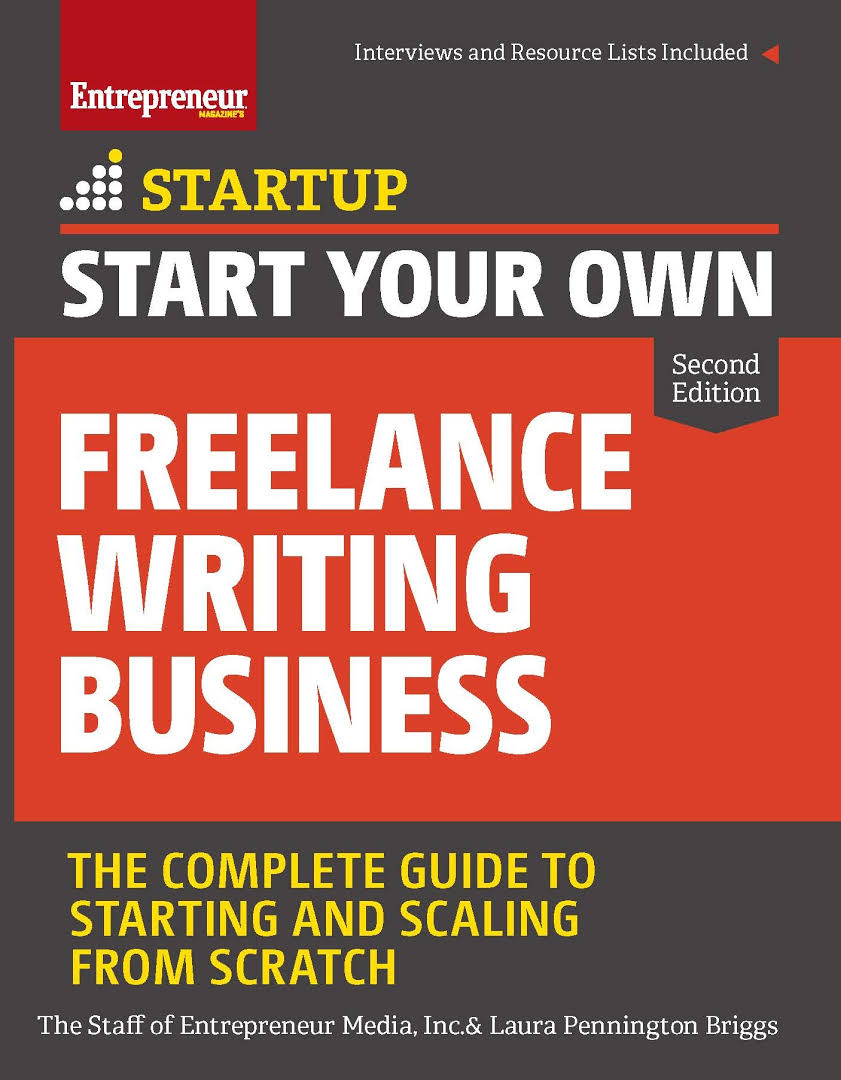 Interviews and Resource Lists Included
Entrepreneur
MAGAZINE'S
STARTUP
START YOUR OWN
Second
Edition
FREELANCE
WRITING
BUSINESS
THE COMPLETE GUIDE TO
STARTING AND SCALING
FROM SCRATCH
The Staff of Entrepreneur Media, Inc.& Laura Pennington Briggs